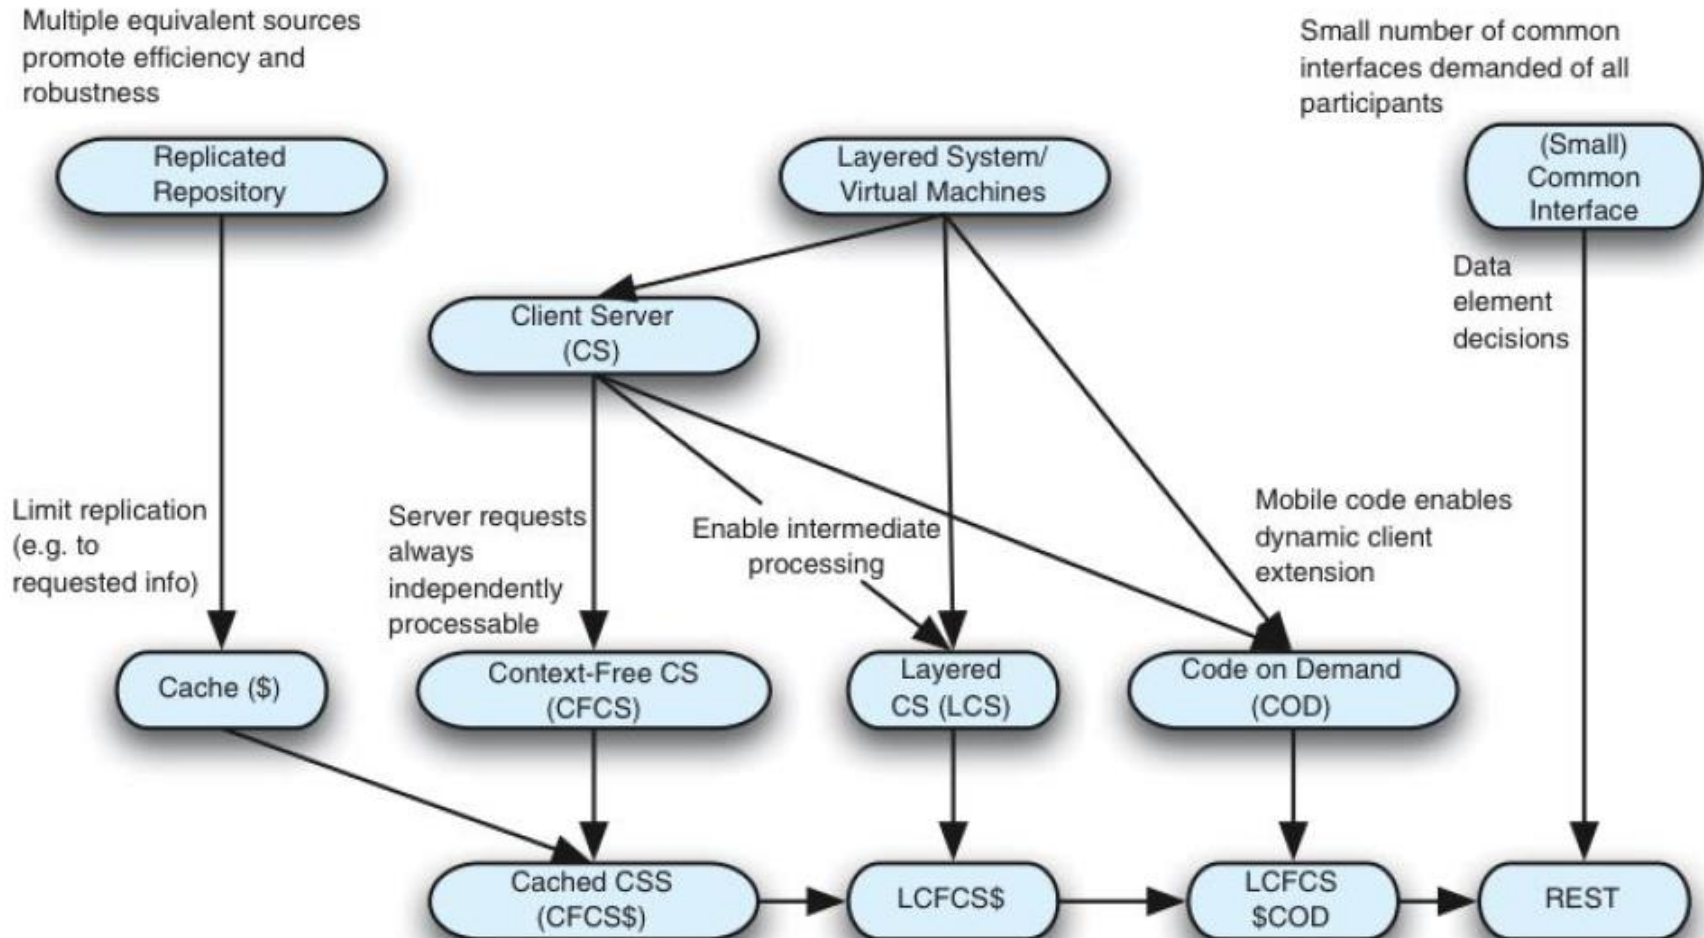 Multiple equivalent sources
promote efficiency and
robustness
Small number of common
interfaces demanded of all
participants
Replicated
Repository
Layered System/
Virtual Machines
(Small)
Common
Interface
Data
element
decisions
Client Server
(CS)
Limit replication
(e.g. to
requested info)
Server requests
always
independently
processable
Enable intermediate
processing
Mobile code enables
dynamic client
extension
Cache ($)
Context-Free CS
(CFCS)
Layered
CS (LCS)
Code on Demand
(COD)
Cached CSS
(CFCS$)
LCFCS$
LCFCS
$COD
REST